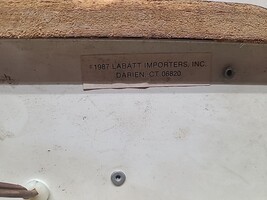 ©1987 LABATT IMPORTERS, INC.
DARIEN, CT 06820